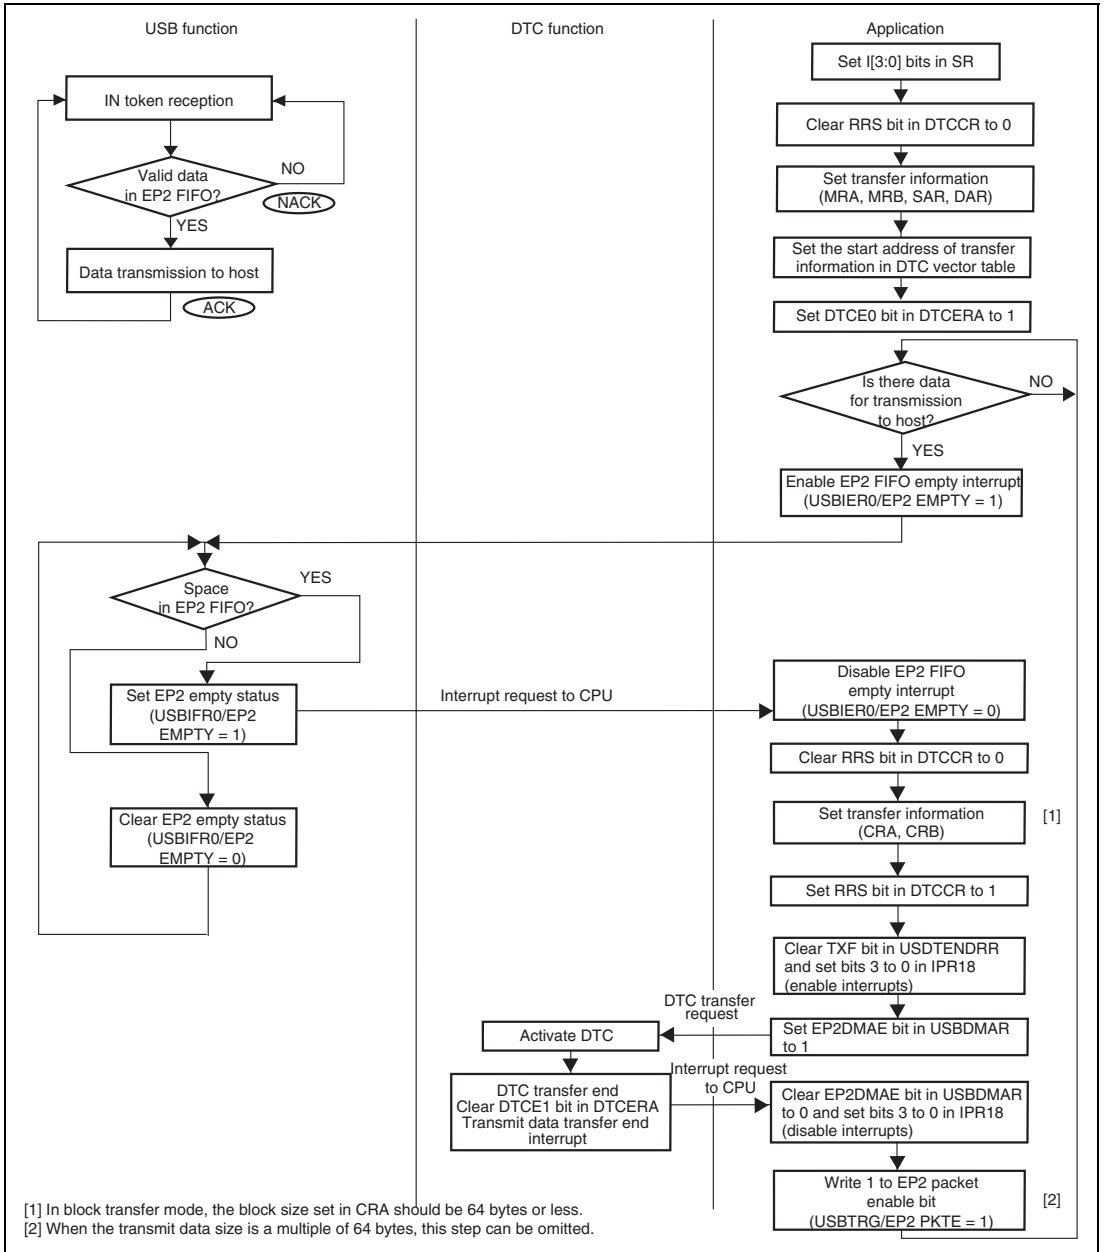 USB function
DTC function
Application
IN token reception
Valid data
in EP2 FIFO?
NO
NACK
YES
Data transmission to host
ACK
Set I[3:0] bits in SR
Clear RRS bit in DTCCR to 0
Set transfer information
(MRA, MRB, SAR, DAR)
Set the start address of transfer
information in DTC vector table
Set DTCE0 bit in DTCERA to 1
Is there data
for transmission
to host?
NO
YES
Enable EP2 FIFO empty interrupt
(USBIER0/EP2 EMPTY = 1)
Space
in EP2 FIFO?
YES
NO
Set EP2 empty status
(USBIFR0/EP2
EMPTY = 1)
Interrupt request to CPU
Clear EP2 empty status
(USBIFR0/EP2
EMPTY = 0)
Disable EP2 FIFO
empty interrupt
(USBIER0/EP2 EMPTY = 0)
Clear RRS bit in DTCCR to 0
Set transfer information
(CRA, CRB)
[1]
Set RRS bit in DTCCR to 1
Clear TXF bit in USDTENDRR
and set bits 3 to 0 in IPR18
(enable interrupts)
DTC transfer
request
Set EP2DMAE bit in USBDMAR
to 1
Activate DTC
DTC transfer end
Clear DTCE1 bit in DTCERA
Transmit data transfer end
interrupt
Interrupt request
to CPU
Clear EP2DMAE bit in USBDMAR
to 0 and set bits 3 to 0 in IPR18
(disable interrupts)
Write 1 to EP2 packet
enable bit
(USBTRG/EP2 PKTE = 1)
[2]
[1] In block transfer mode, the block size set in CRA should be 64 bytes or less.
[2] When the transmit data size is a multiple of 64 bytes, this step can be omitted.